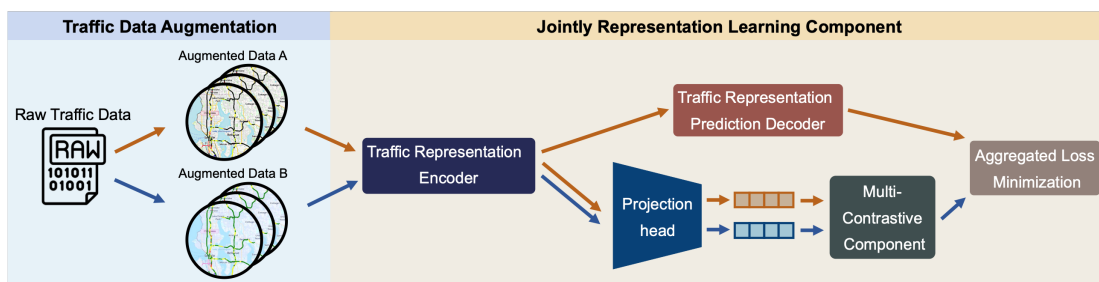 Traffic Data Augmentation
Jointly Representation Learning Component
Augmented Data A
Raw Traffic Data
RAW
101011
01001
Augmented Data B
Traffic Representation
Encoder
Traffic Representation
Prediction Decoder
Projection
head
Multi-
Contrastive
Component
Aggregated Loss
Minimization